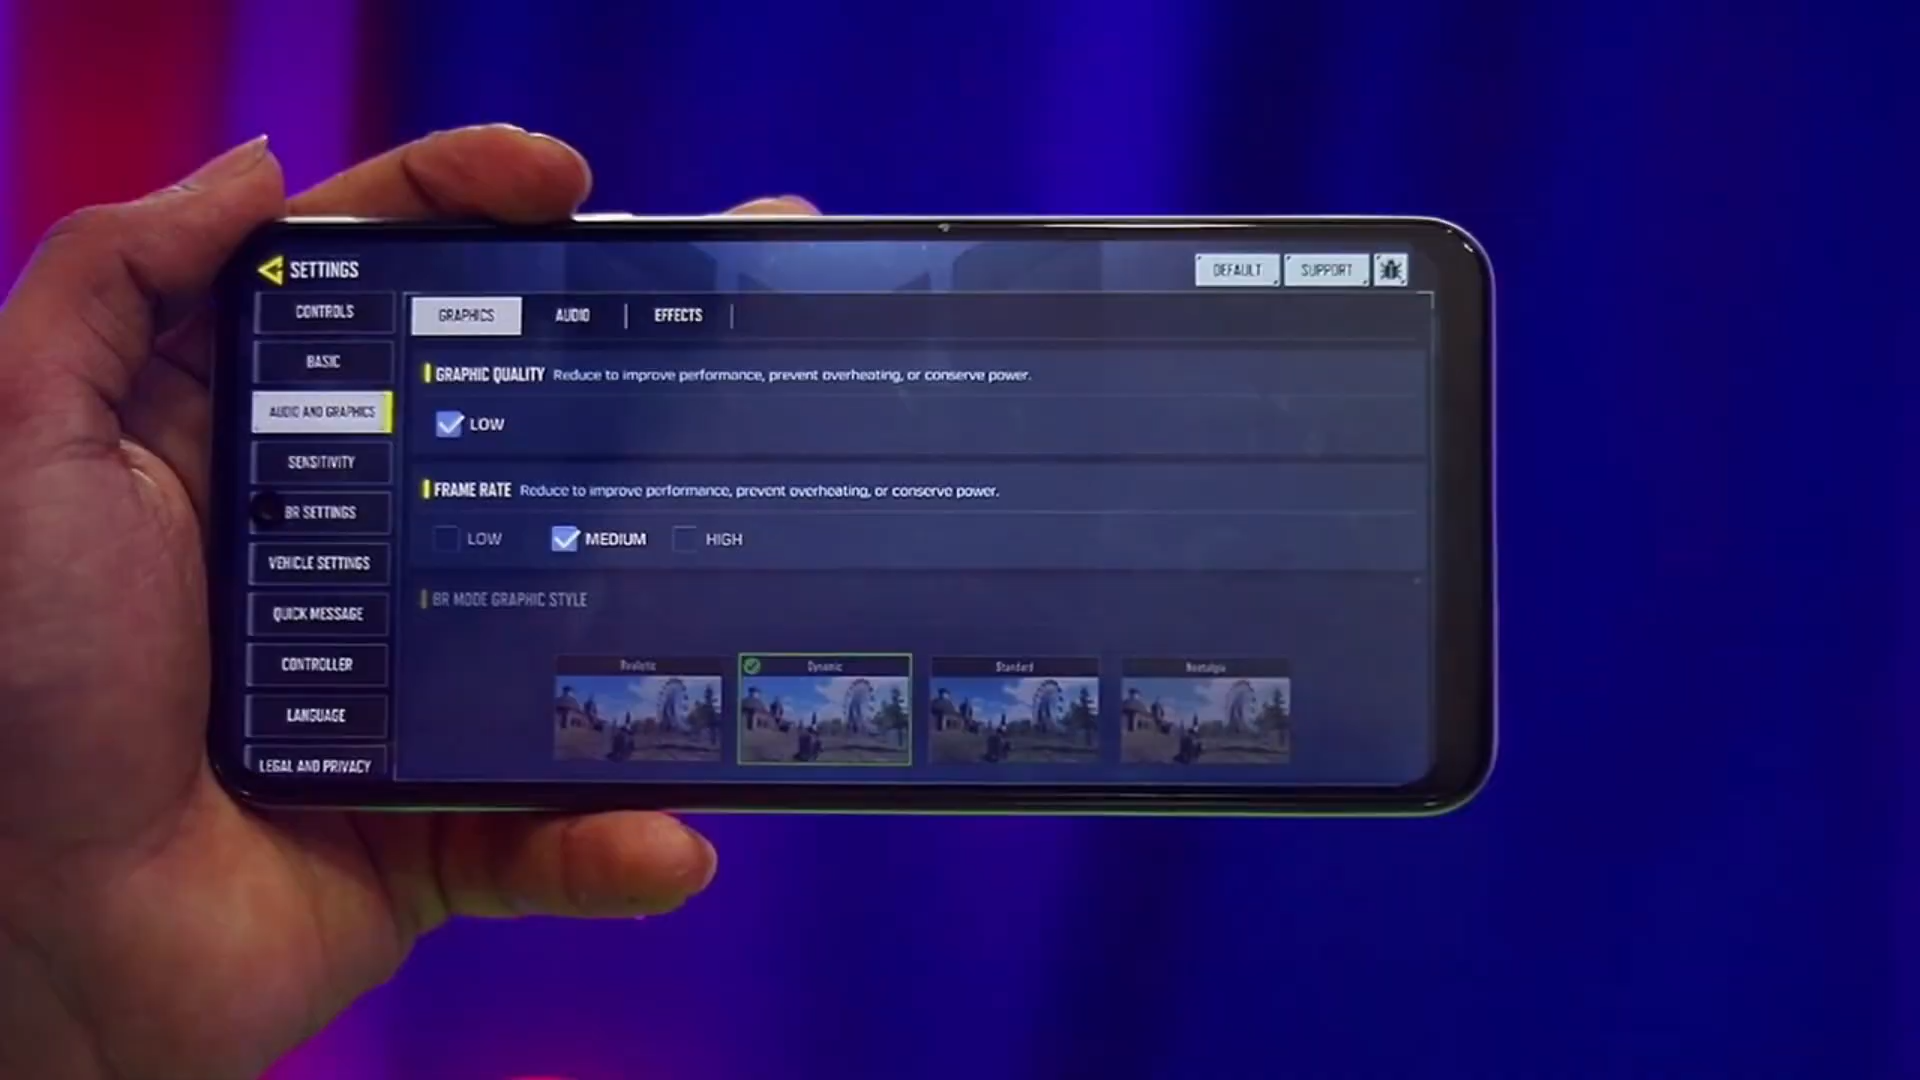 SETTINGS
DEFAULT
SUPPORT
CONTROLS
BASIC
AUDIO AND GRAPHICS
SENSITIVITY
BR SETTINGS
VEHICLE SETTINGS
QUICK MESSAGE
CONTROLLER
LANGUAGE
LEGAL AND PRIVACY
GRAPHICS
AUDIO
EFFECTS
GRAPHIC QUALITY Reduce to improve performance, prevent overheating, or conserve power.
LOW
FRAME RATE Reduce to improve performance, prevent overheating, or conserve power.
LOW MEDIUM HIGH
BR MODE GRAPHIC STYLE
Realistic Dynamic Standard Nostalgia